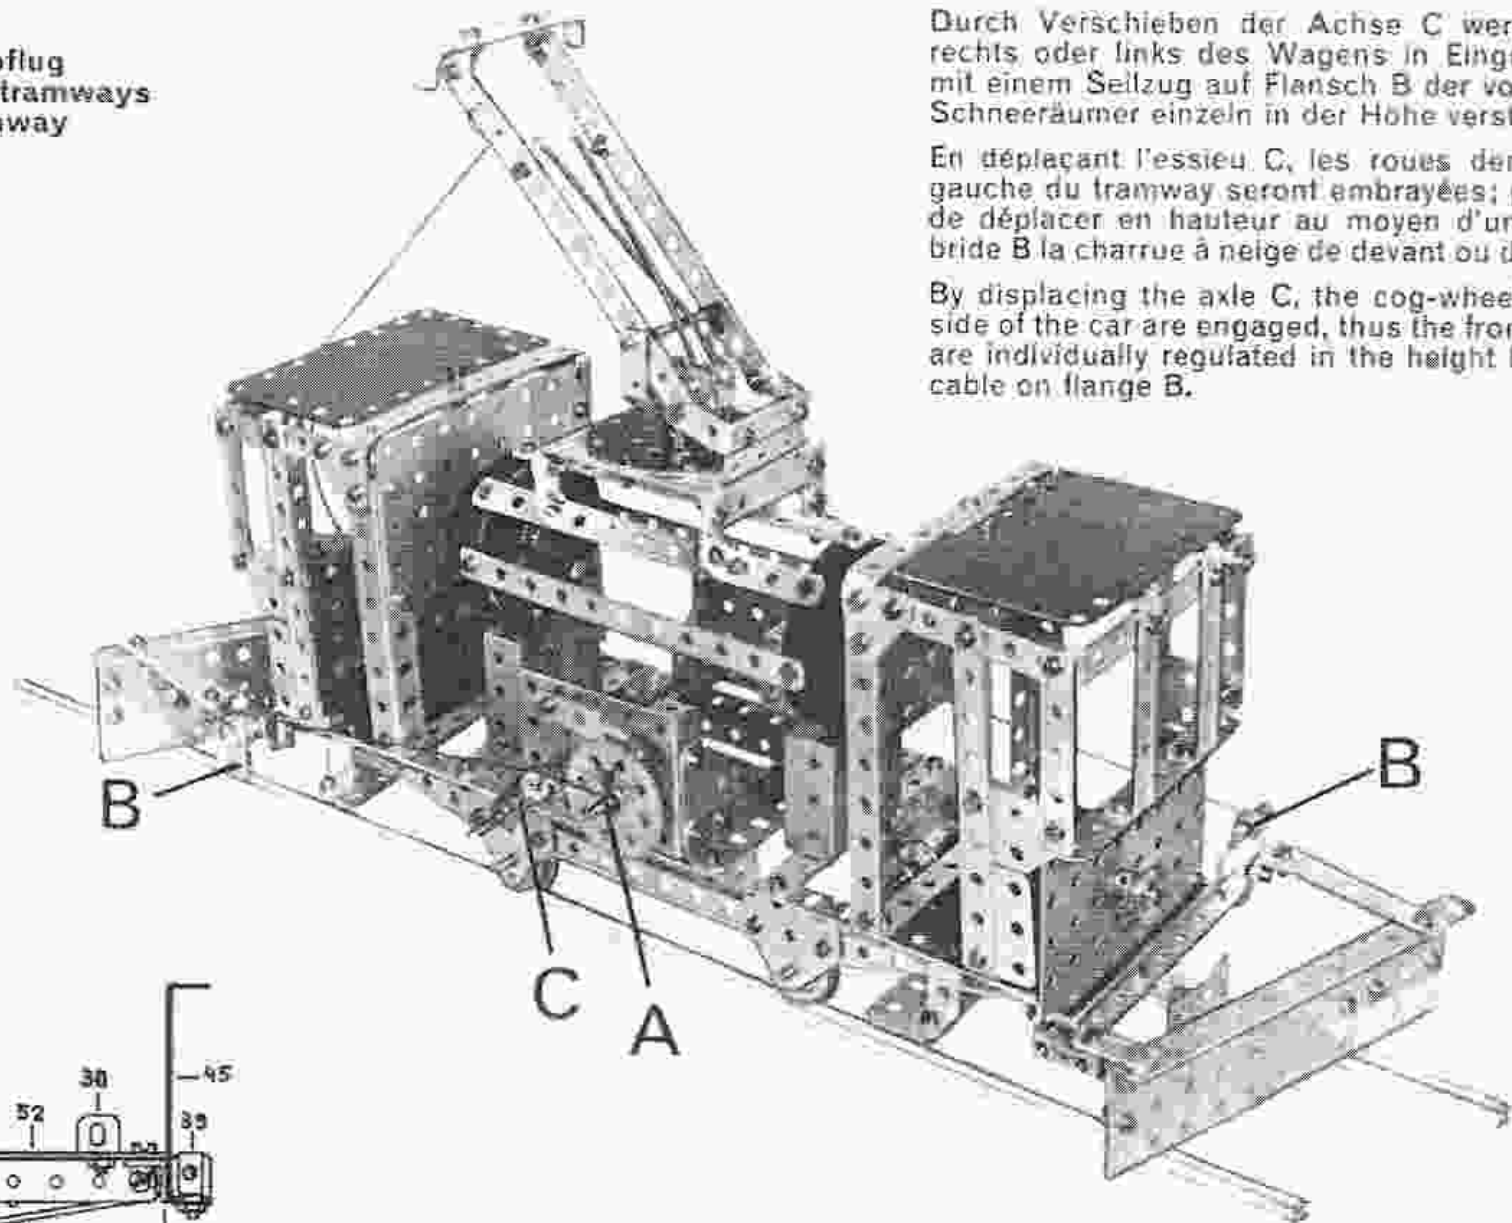 pflug
tramways
way
Durch Verschieben der Achse C wer
rechts oder links des Wagens in Eing
mit einem Seilzug auf Flansch B der vo
Schneeräumer einzeln in der Höhe verst
En déplaçant l'essieu C, les roues den
gauche du tramway seront embrayées;
de déplacer en hauteur au moyen d'un
bride B la charrue à neige de devant ou d
By displacing the axle C, the cog-whee
side of the car are engaged, thus the fron
are individually regulated in the height
cable on flange B.
B
B
C
A
45
38
52
39